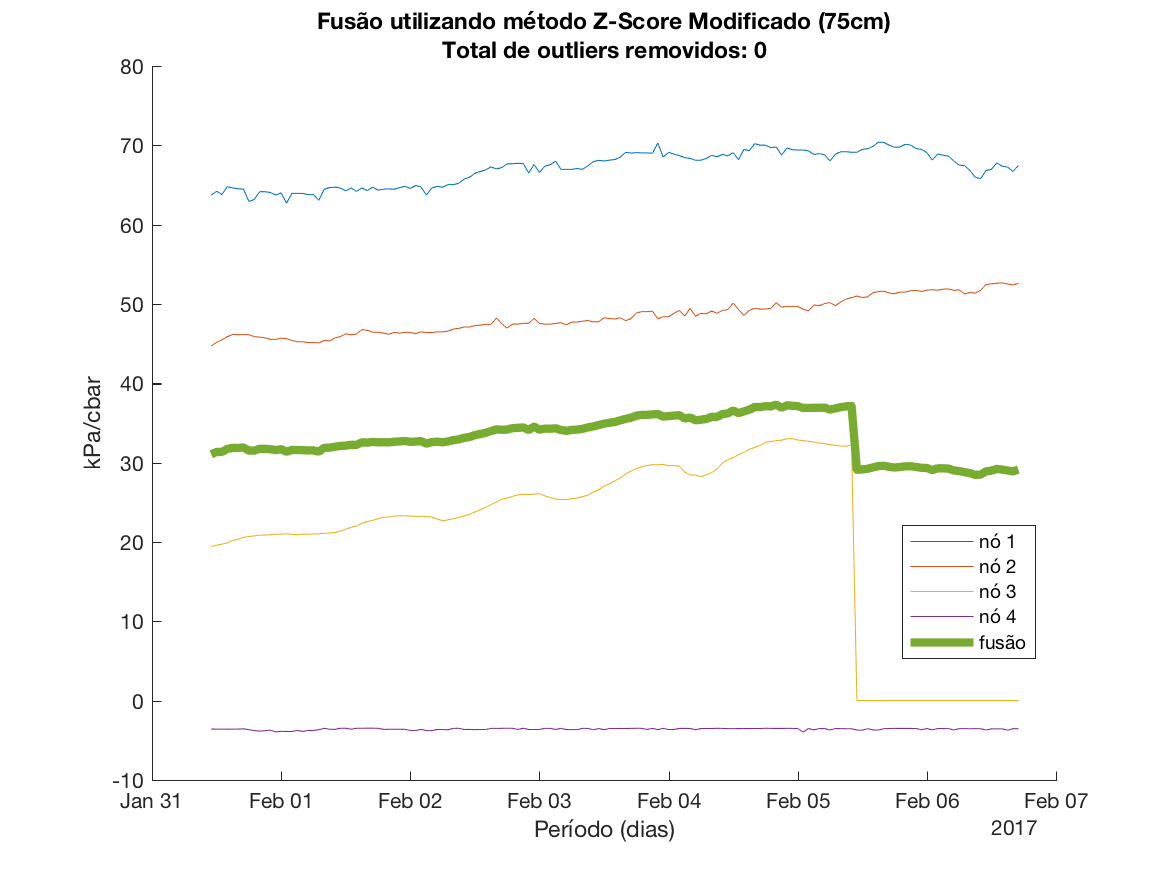 Fusão utilizando método Z-Score Modificado (75cm)
Total de outliers removidos: 0
80
70
60
50
40
30
20
10
0
-10
kPa/cbar
nó 1
nó 2
nó 3
nó 4
fusão
Jan 31
Feb 01
Feb 02
Feb 03
Feb 04
Feb 05
Feb 06
Feb 07
Período (dias)
2017